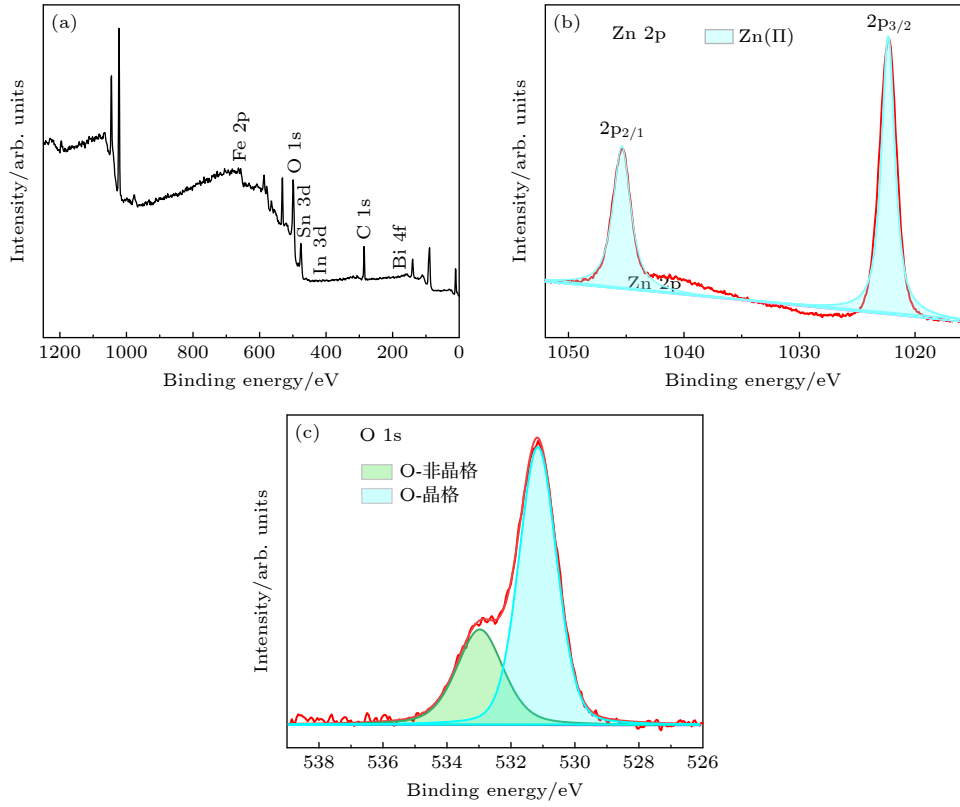 (a)
Intensity/arb. units
Fe 2p
O 1s
Sn 3d
In 3d
C 1s
Bi 4f
1200 1000 800 600 400 200 0
Binding energy/eV
(b)
Zn 2p
Zn(Π)
2p3/2
2p2/1
Intensity/arb. units
Zn 2p
1050 1040 1030 1020
Binding energy/eV
(c)
O 1s
O-非晶格
O-晶格
Intensity/arb. units
538 536 534 532 530 528 526
Binding energy/eV